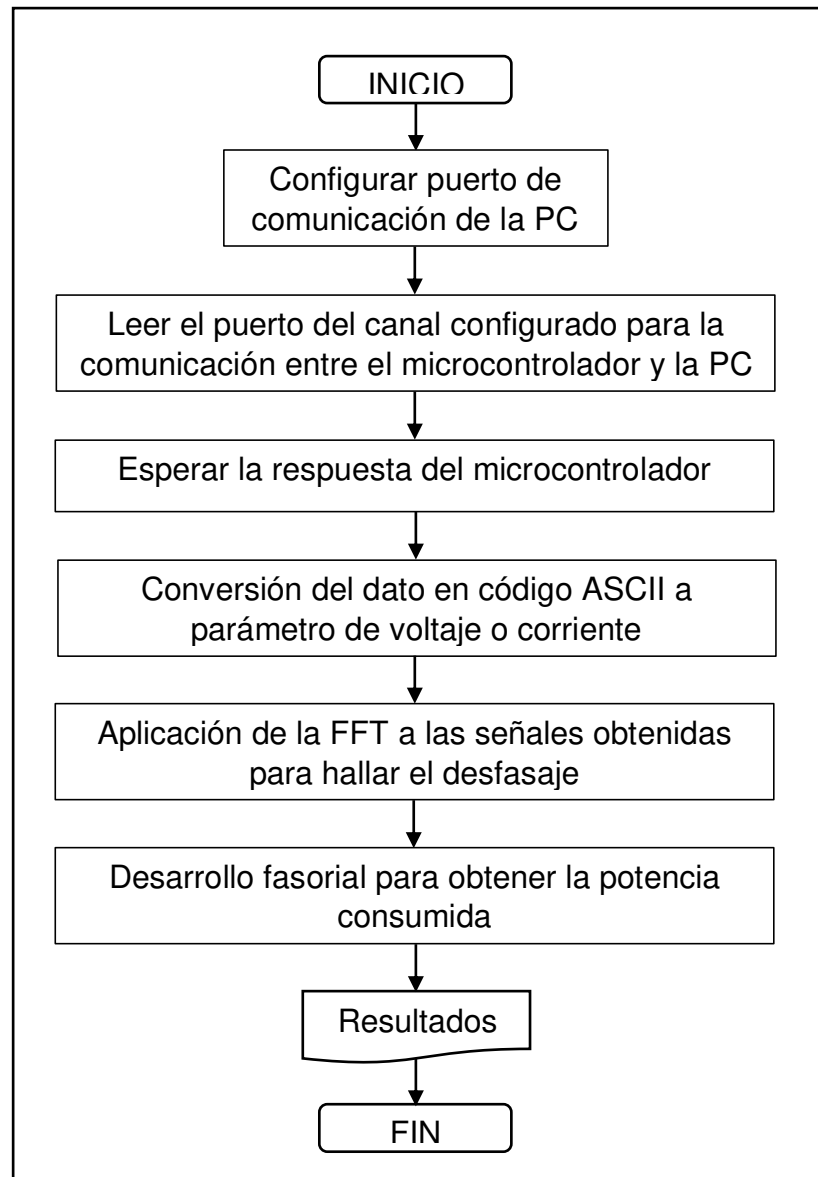 INICIO
Configurar puerto de
comunicación de la PC
Leer el puerto del canal configurado para la
comunicación entre el microcontrolador y la PC
Esperar la respuesta del microcontrolador
Conversión del dato en código ASCII a
parámetro de voltaje o corriente
Aplicación de la FFT a las señales obtenidas
para hallar el desfasaje
Desarrollo fasorial para obtener la potencia
consumida
Resultados
FIN